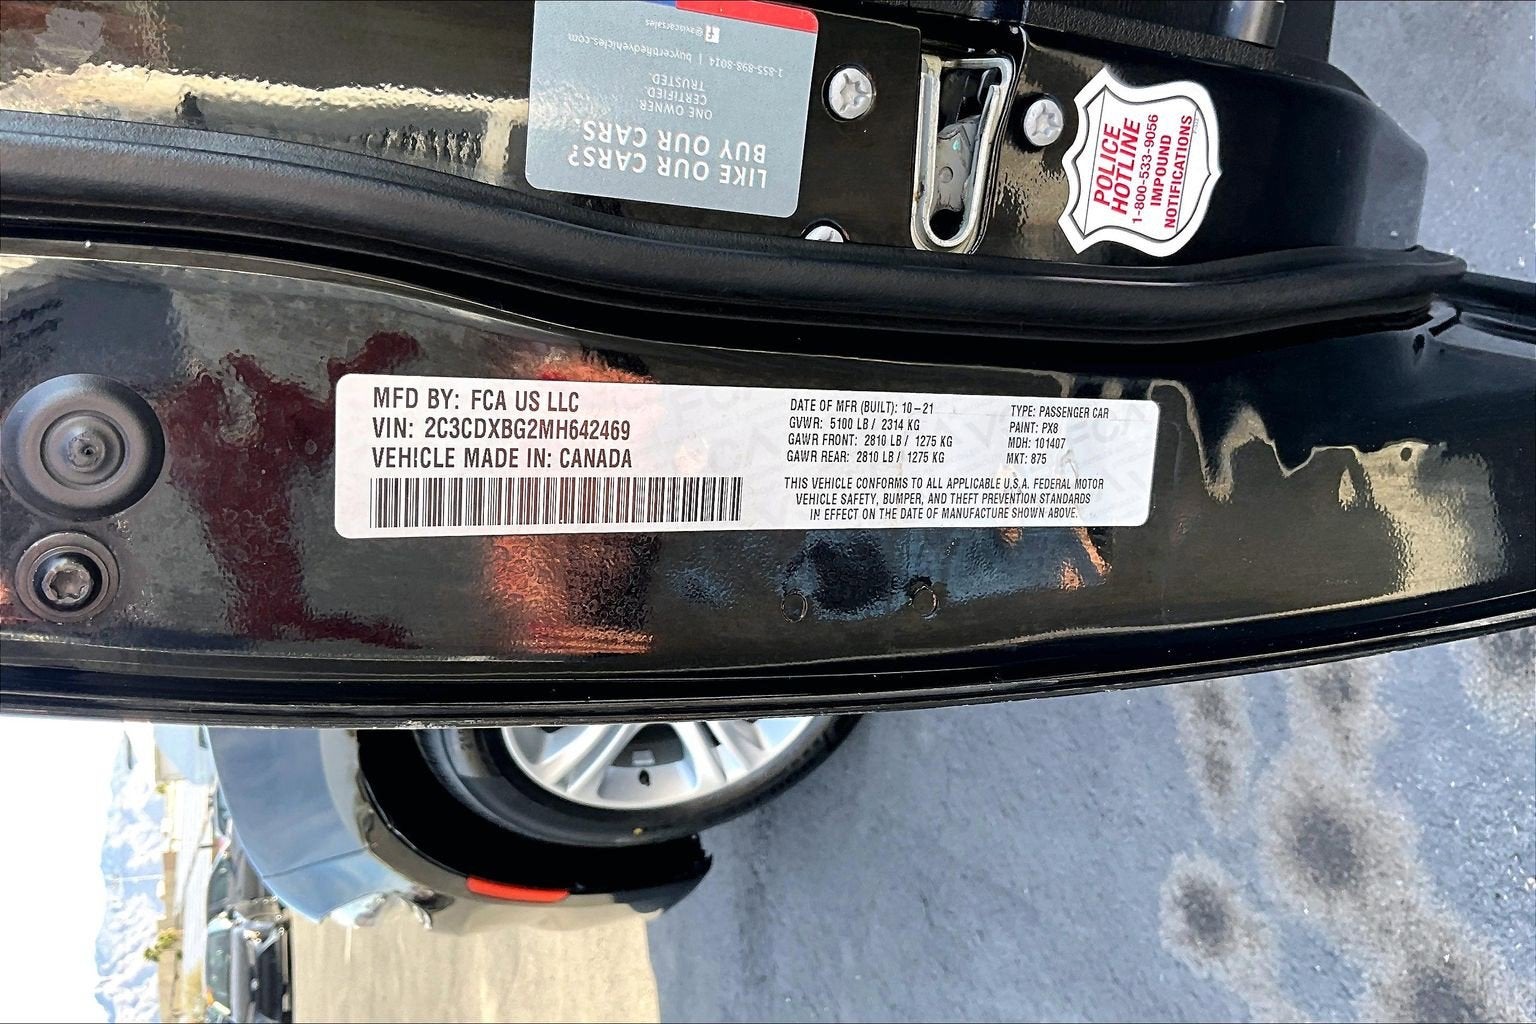 @aviscarsales
1-855-898-8014 | buycertifiedvehicles.com
ONE OWNER.
CERTIFIED.
TRUSTED.
LIKE OUR CARS?
BUY OUR CARS.
POLICE
HOTLINE
1-800-533-9056
IMPOUND
NOTIFICATIONS
MFD BY: FCA US LLC
VIN: 2C3CDXBG2MH642469
VEHICLE MADE IN: CANADA
DATE OF MFR (BUILT): 10-21
GVWR: 5100 LB / 2314 KG
GAWR FRONT: 2810 LB / 1275 KG
GAWR REAR: 2810 LB / 1275 KG
TYPE: PASSENGER CAR
PAINT: PX8
MDH: 101407
MKT: 875
THIS VEHICLE CONFORMS TO ALL APPLICABLE U.S.A. FEDERAL MOTOR
VEHICLE SAFETY, BUMPER, AND THEFT PREVENTION STANDARDS
IN EFFECT ON THE DATE OF MANUFACTURE SHOWN ABOVE.